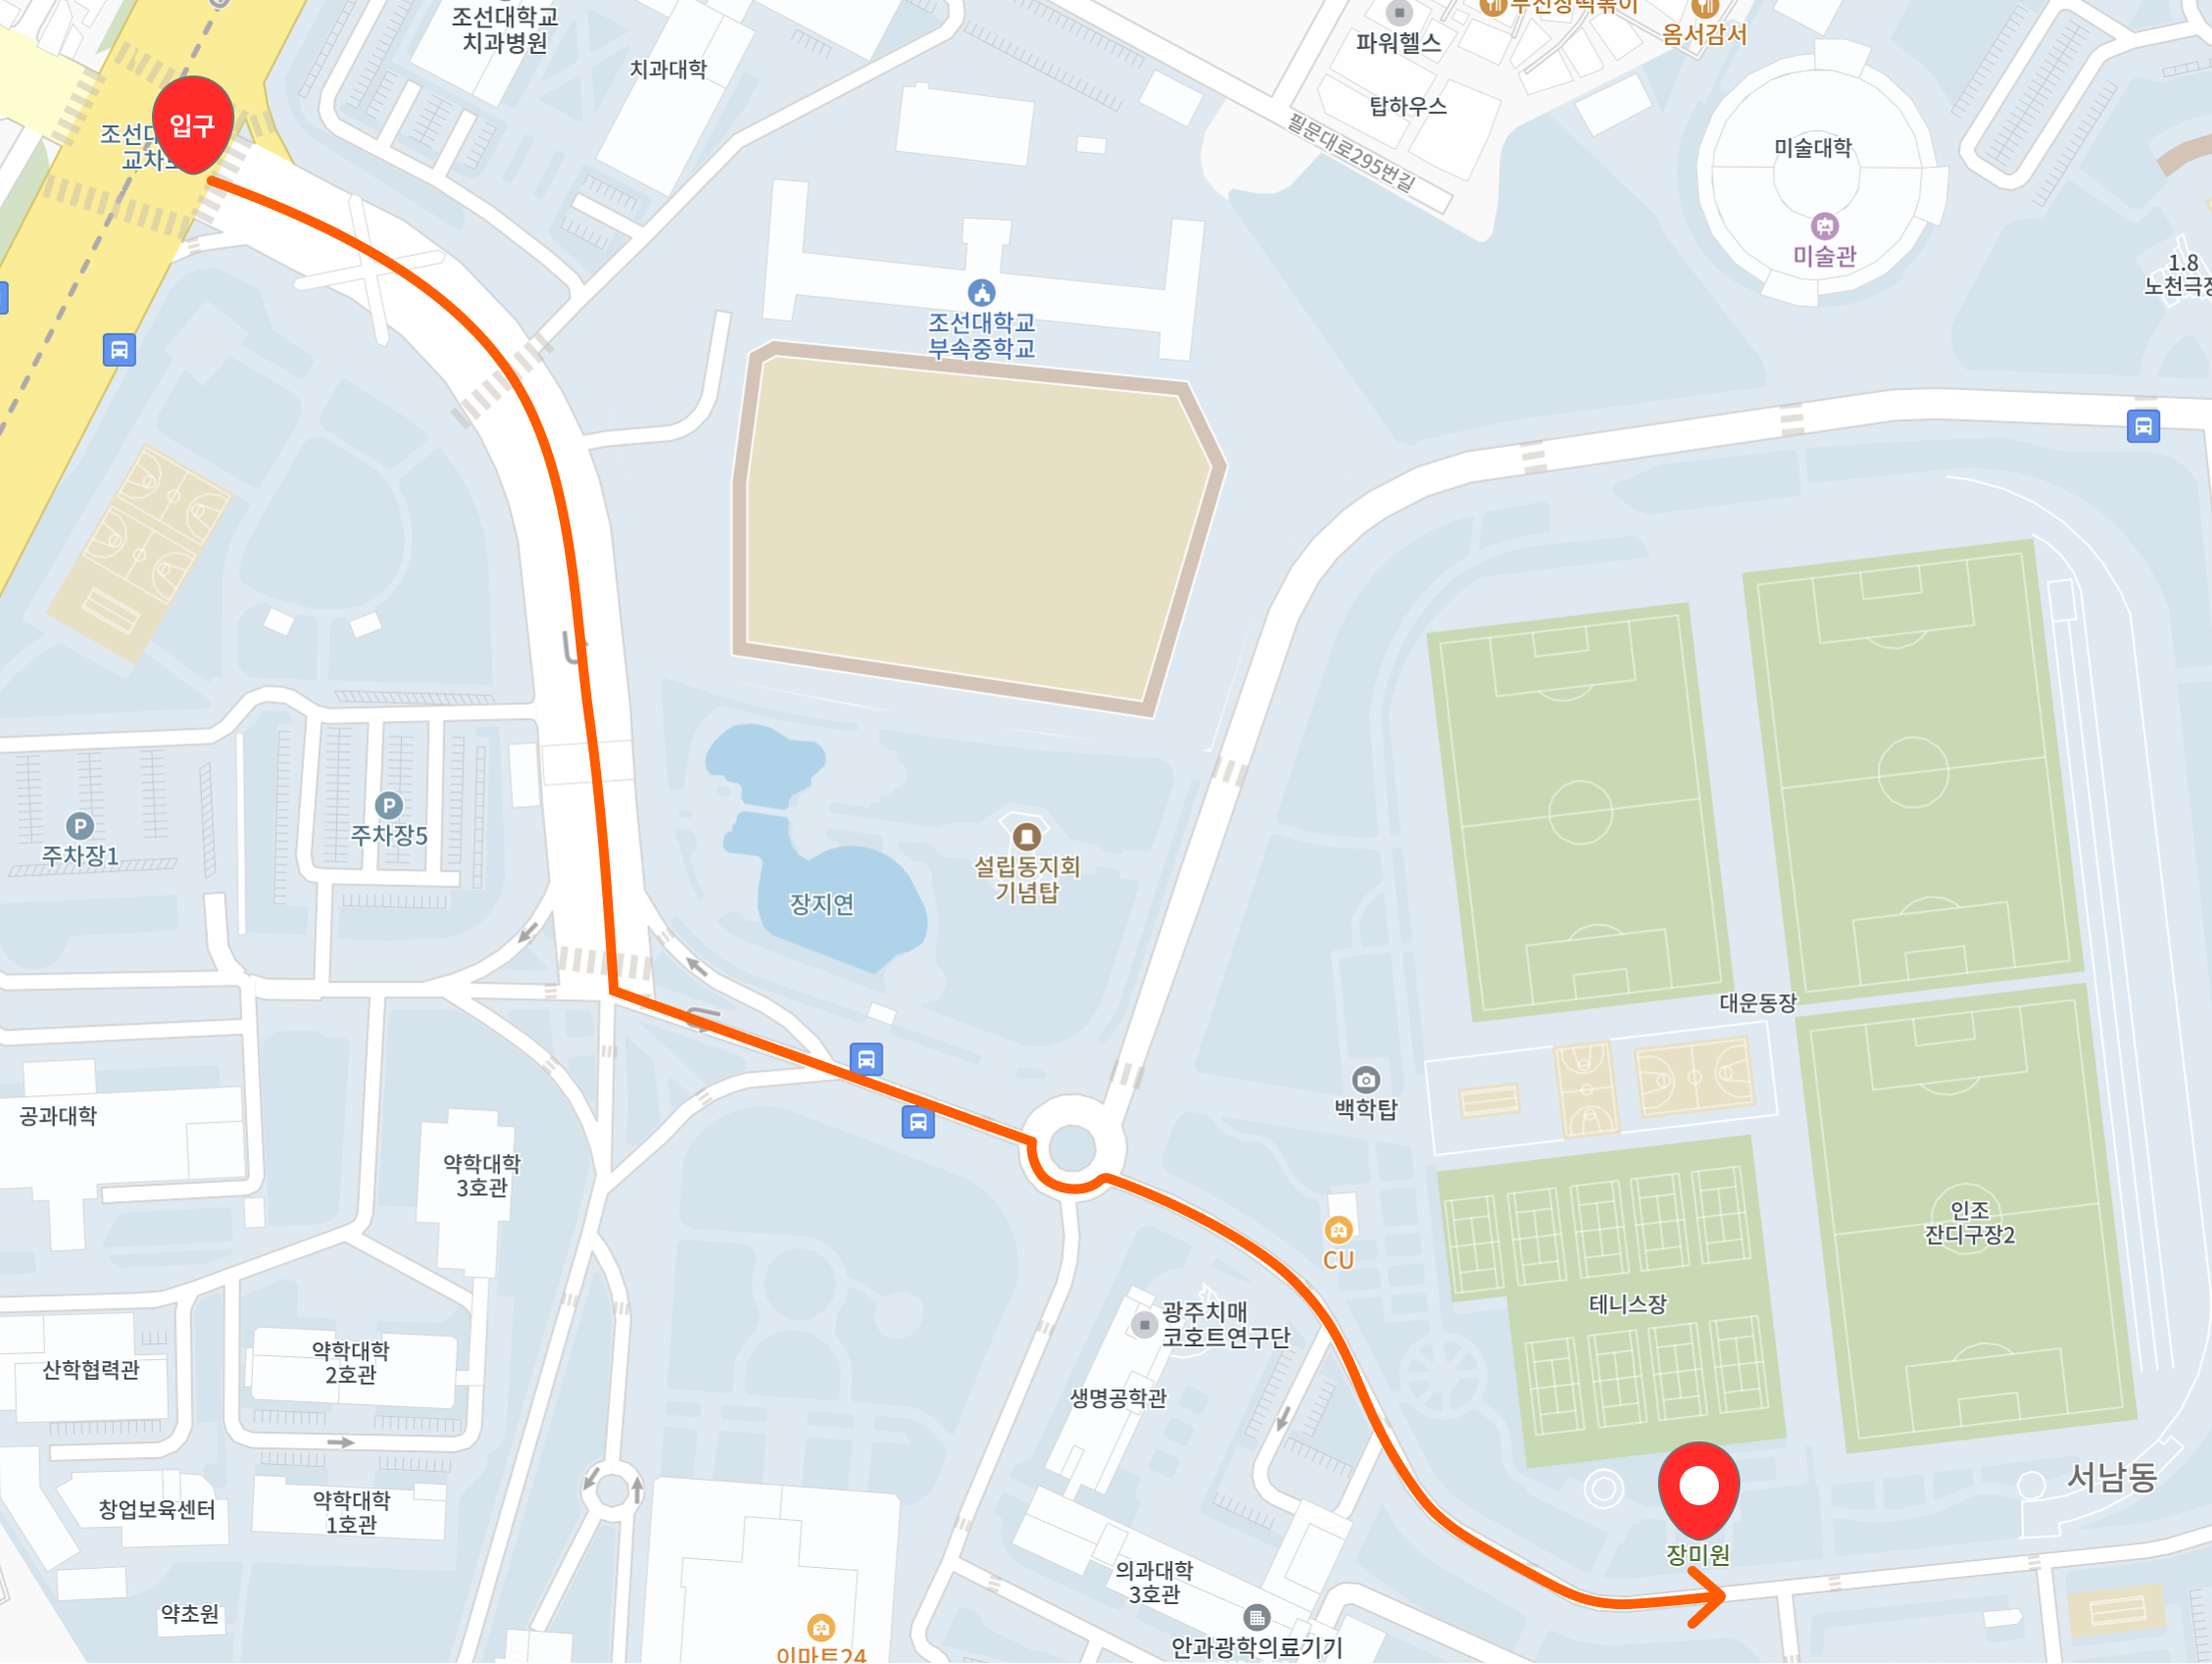 조선대학교
치과병원
치과대학
파워헬스
옴서감서
탑하우스
필문대로295번길
미술대학
미술관
1.8
입구
조선대학교
부속중학교
P
주차장1
P
주차장5
장지연
설립동지회
기념탑
대운동장
백학탑
공과대학
약학대학
3호관
24
CU
인조
잔디구장2
테니스장
광주치매
코호트연구단
산학협력관
약학대학
2호관
생명공학관
서남동
창업보육센터
약학대학
1호관
장미원
의과대학
3호관
약초원
24
이마트24
안과광학의료기기